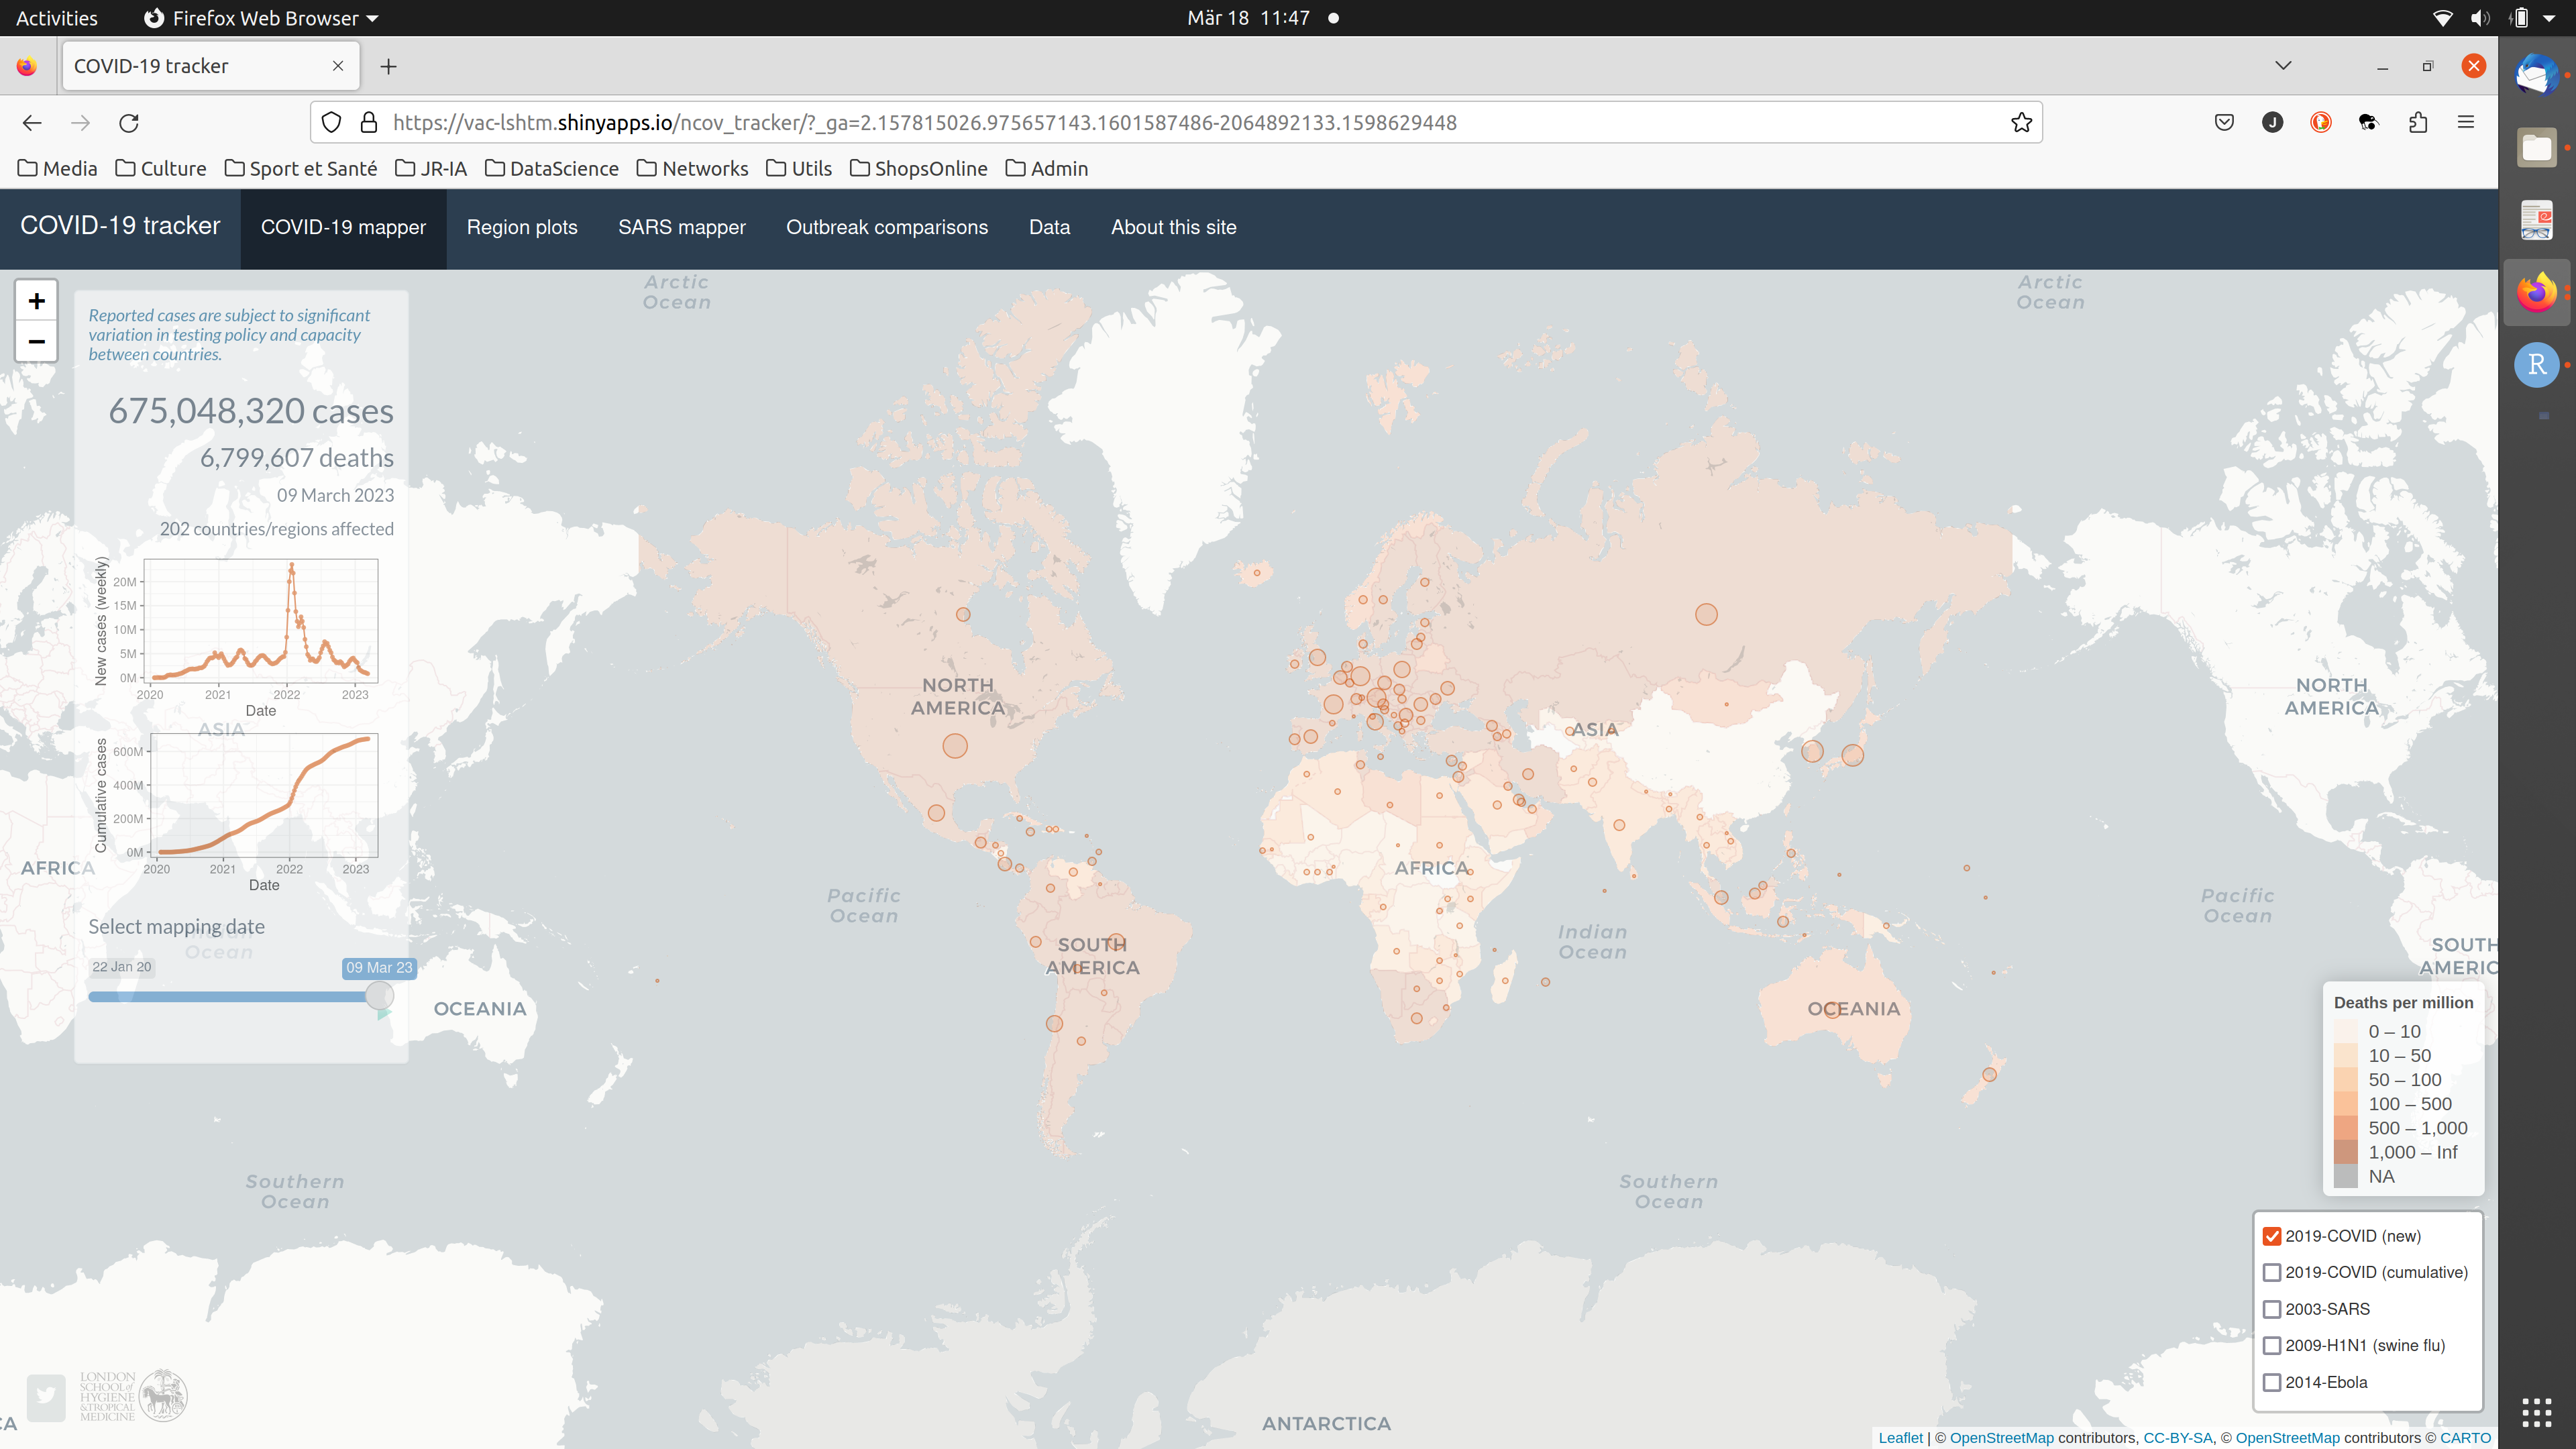 Activities
Firefox Web Browser
Mär 18 11:47
COVID-19 tracker
https://vac-lshtm.shinyapps.io/ncov_tracker/?_ga=2.157815026.975657143.1601587486-2064892133.1598629448
J
Media
Culture
Sport et Santé
JR-IA
DataScience
Networks
Utils
ShopsOnline
Admin
COVID-19 tracker
COVID-19 mapper
Region plots
SARS mapper
Outbreak comparisons
Data
About this site
R
+
−
Reported cases are subject to significant
variation in testing policy and capacity
between countries.
675,048,320 cases
6,799,607 deaths
09 March 2023
202 countries/regions affected
New cases (weekly)
20M
15M
10M
5M
0M
2020
2021
2022
2023
Date
Cumulative cases
600M
400M
200M
0M
2020
2021
2022
2023
Date
Select mapping date
22 Jan 20
09 Mar 23
Arctic
Ocean
Arctic
Ocean
ASIA
NORTH
AMERICA
ASIA
NORTH
AMERICA
AFRICA
AFRICA
Pacific
Ocean
Pacific
Ocean
Ocean
Indian
Ocean
SOUTH
AMERICA
SOUTH
AMERIC
OCEANIA
OCEANIA
Southern
Ocean
Southern
Ocean
ANTARCTICA
CA
Deaths per million
0 – 10
10 – 50
50 – 100
100 – 500
500 – 1,000
1,000 – Inf
NA
2019-COVID (new)
2019-COVID (cumulative)
2003-SARS
2009-H1N1 (swine flu)
2014-Ebola
LONDON
SCHOOL of
HYGIENE
& TROPICAL
MEDICINE
Leaflet | © OpenStreetMap contributors, CC-BY-SA, © OpenStreetMap contributors © CARTO